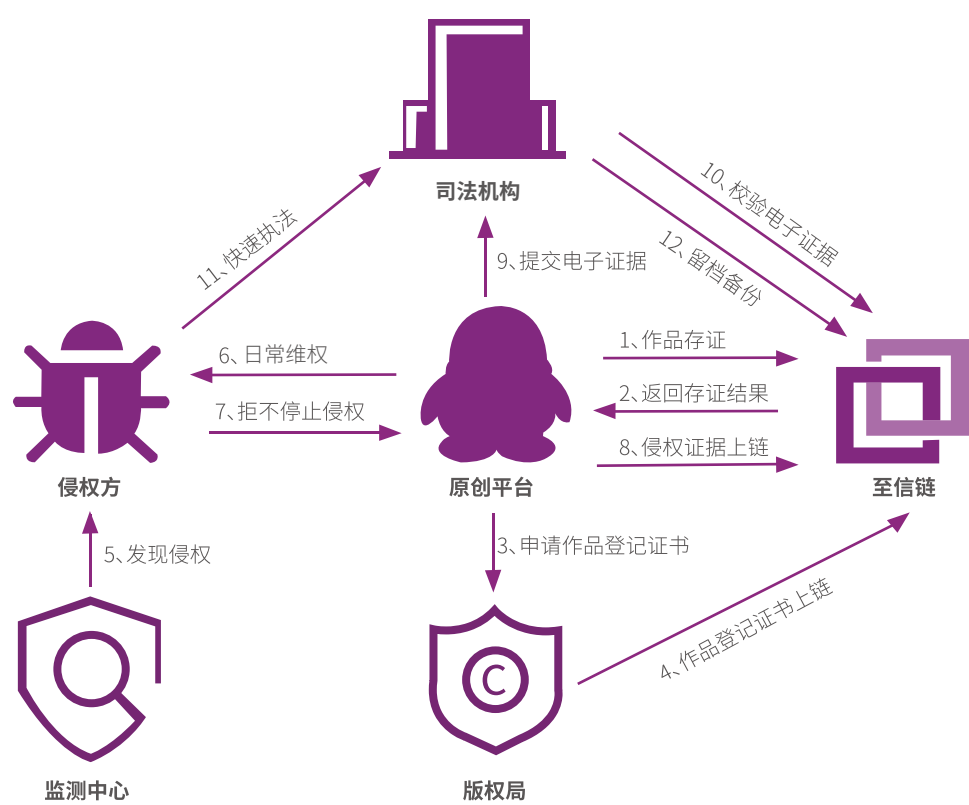 司法机构
10、校验电子证据
11、快速执法
12、留档备份
9、提交电子证据
1、作品存证
6、日常维权
2、返回存证结果
7、拒不停止侵权
8、侵权证据上链
侵权方
原创平台
至信链
3、申请作品登记证书
5、发现侵权
4、作品登记证书上链
C
监测中心
版权局